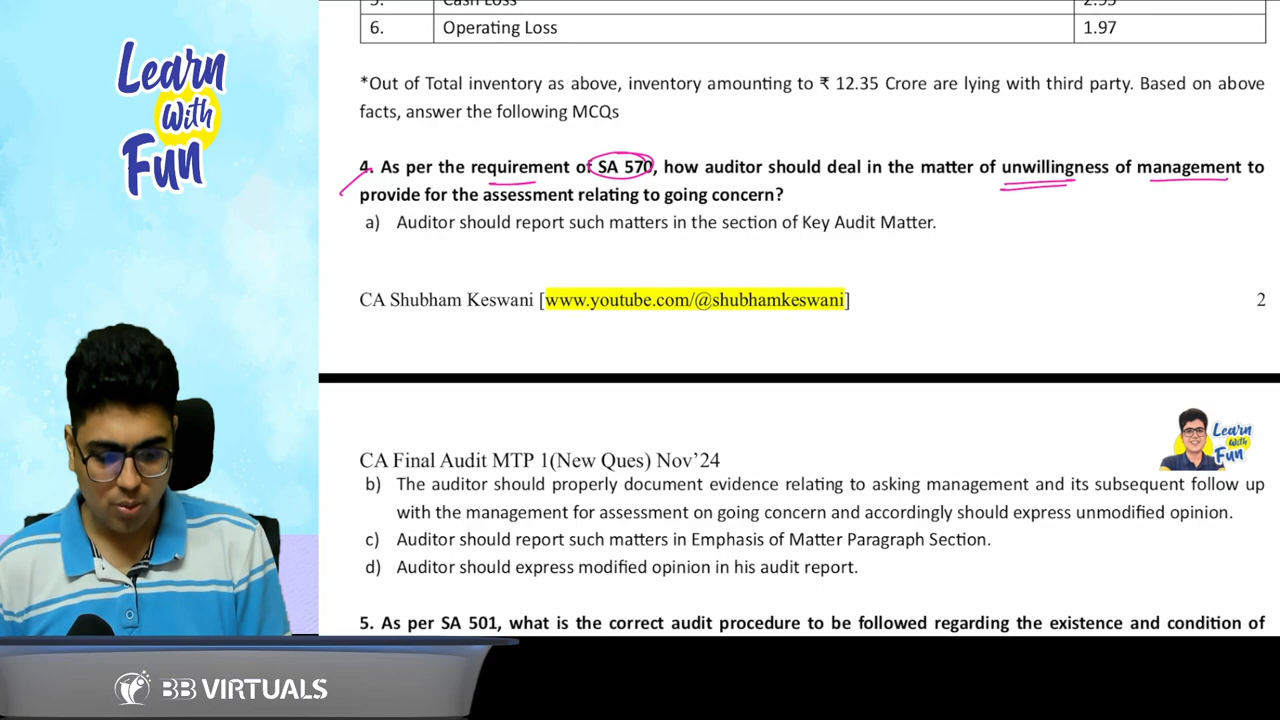 Learn
With
Fun
5. Cash Loss 2.95
6. Operating Loss 1.97
*Out of Total inventory as above, inventory amounting to ₹ 12.35 Crore are lying with third party. Based on above
facts, answer the following MCQs
4. As per the requirement of SA 570, how auditor should deal in the matter of unwillingness of management to
provide for the assessment relating to going concern?
a) Auditor should report such matters in the section of Key Audit Matter.
CA Shubham Keswani [www.youtube.com/@shubhamkeswani] 2
Learn
With
Fun
CA Final Audit MTP 1(New Ques) Nov’24
b) The auditor should properly document evidence relating to asking management and its subsequent follow up
with the management for assessment on going concern and accordingly should express unmodified opinion.
c) Auditor should report such matters in Emphasis of Matter Paragraph Section.
d) Auditor should express modified opinion in his audit report.
5. As per SA 501, what is the correct audit procedure to be followed regarding the existence and condition of
BB VIRTUALS